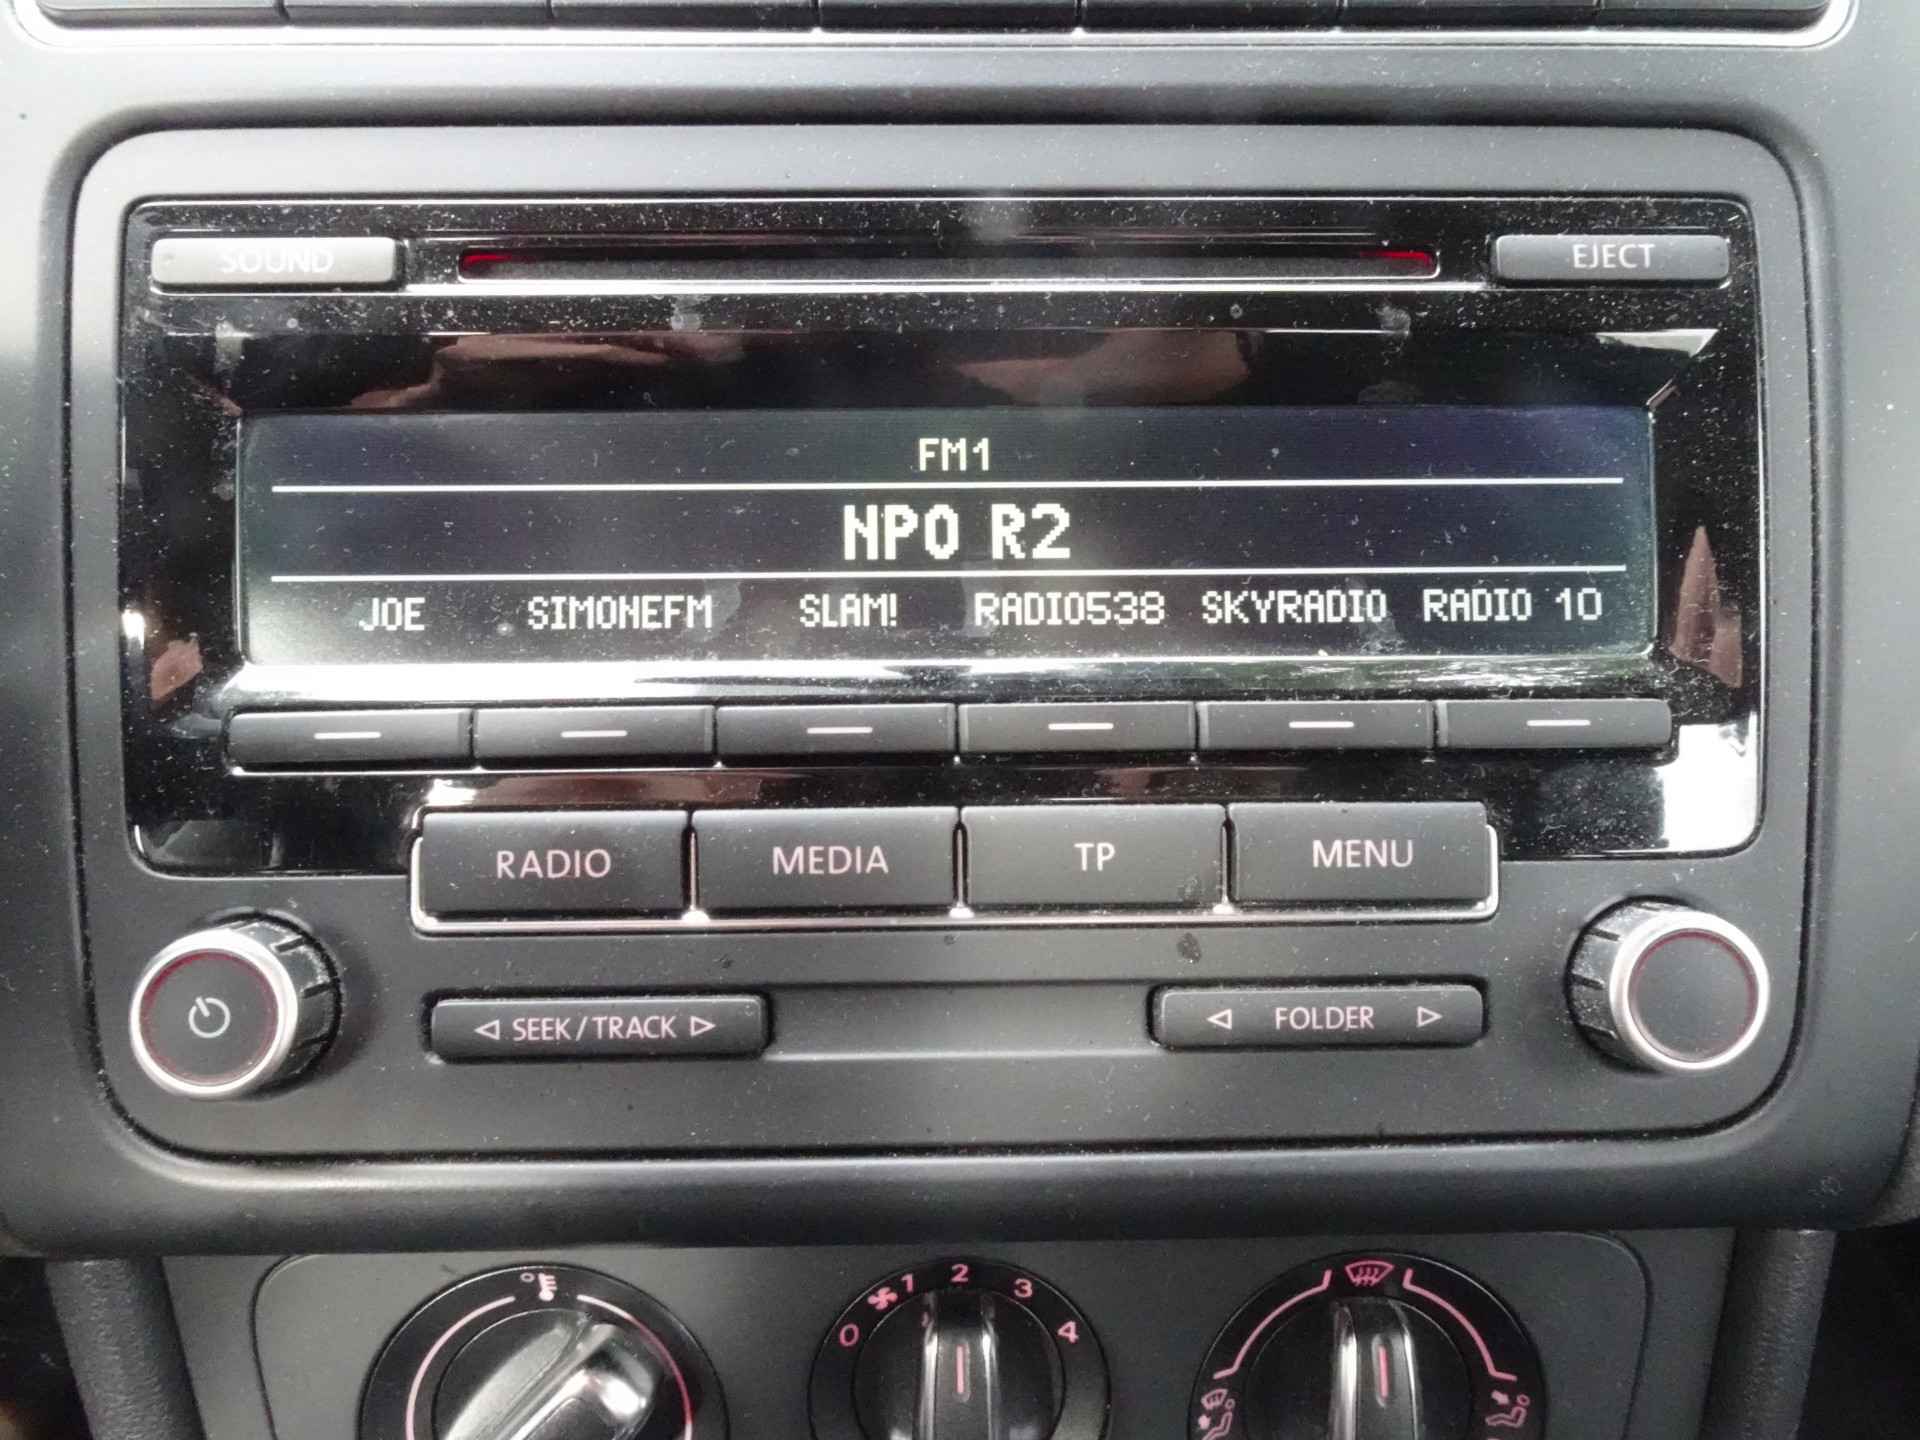 SOUND EJECT
FM1
NPO R2
JOE SIMONEFM SLAM! RADIO538 SKYRADIO RADIO 10
RADIO MEDIA TP MENU
SEEK/TRACK FOLDER
0 1 2 3 4